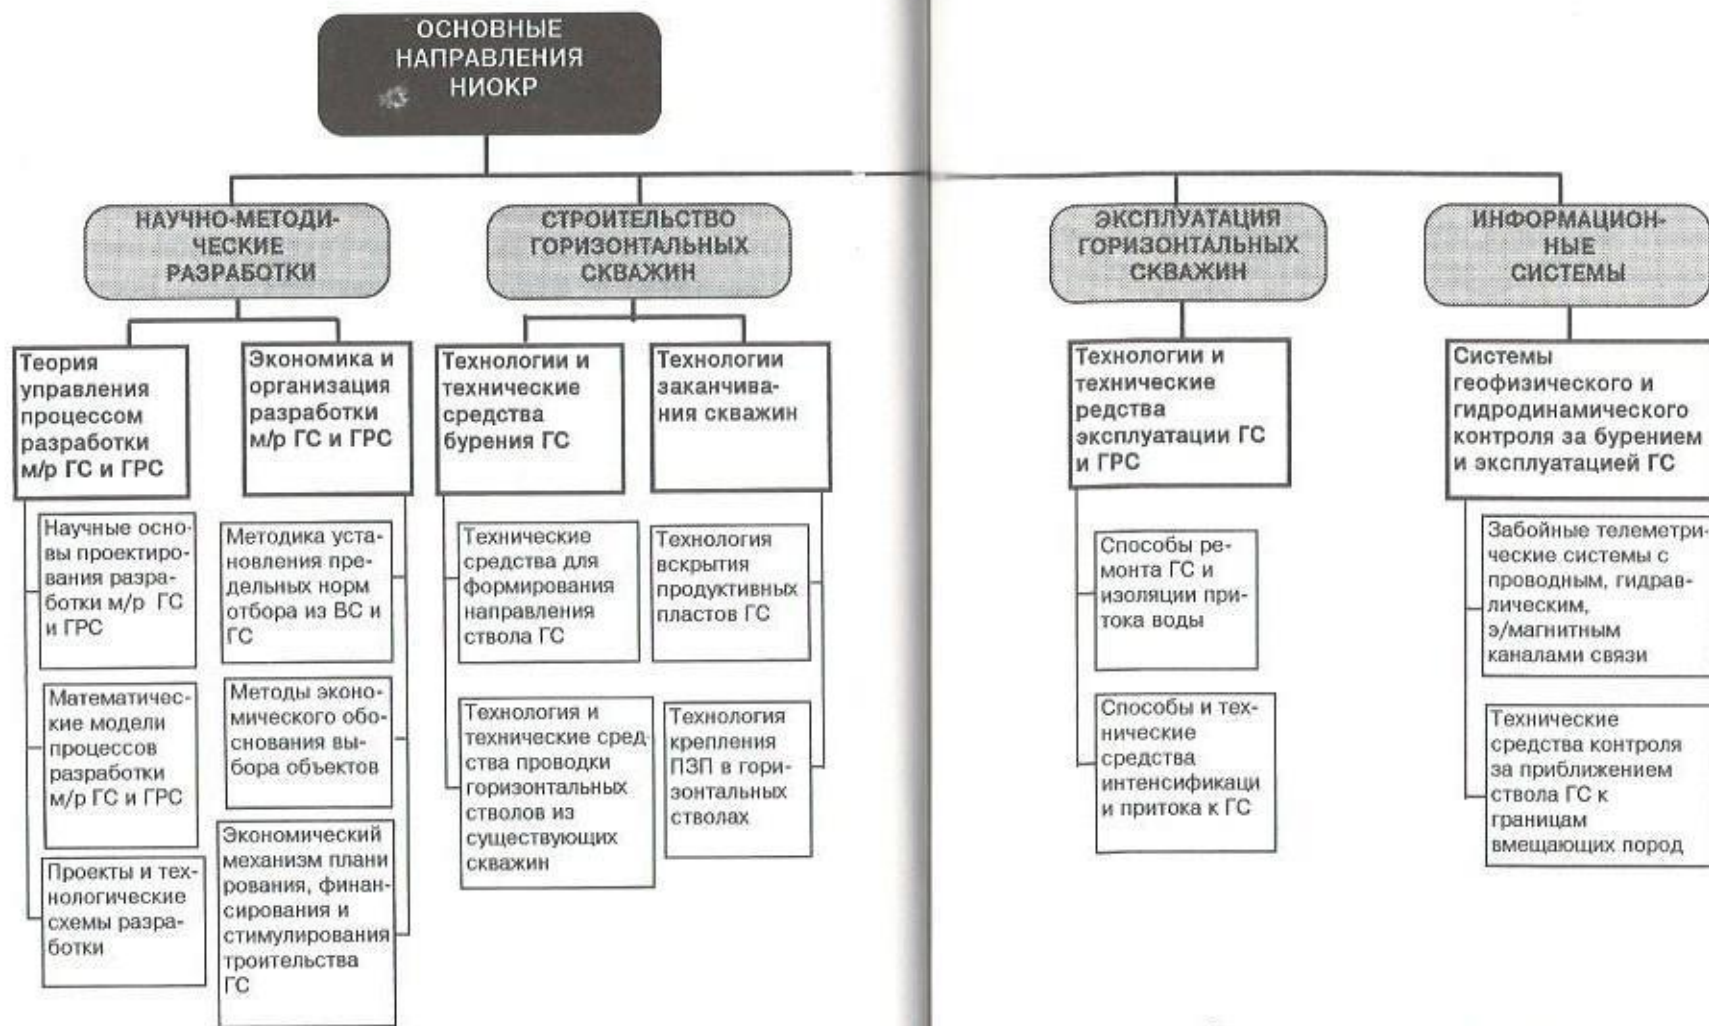 ОСНОВНЫЕ
НАПРАВЛЕНИЯ
НИОКР
НАУЧНО-МЕТОДИ-
ЧЕСКИЕ
РАЗРАБОТКИ
СТРОИТЕЛЬСТВО
ГОРИЗОНТАЛЬНЫХ
СКВАЖИН
ЭКСПЛУАТАЦИЯ
ГОРИЗОНТАЛЬНЫХ
СКВАЖИН
ИНФОРМАЦИОН-
НЫЕ
СИСТЕМЫ
Теория
управления
процессом
разработки
м/р ГС и ГРС
Экономика и
организация
разработки
м/р ГС и ГРС
Технологии и
технические
средства
бурения ГС
Технологии
заканчива-
ния скважин
Технологии и
технические
редства
эксплуатации ГС
и ГРС
Системы
геофизического и
гидродинамического
контроля за бурением
и эксплуатацией ГС
Научные осно-
вы проектиро-
вания разра-
ботки м/р ГС
и ГРС
Математичес-
кие модели
процессов
разработки
м/р ГС и ГРС
Проекты и тех-
нологические
схемы разра-
ботки
Методика уста-
новления пре-
дельных норм
отбора из ВС и
ГС
Методы эконо-
мического обо-
снования вы-
бора объектов
Экономический
механизм плани
рования, финан-
сирования и
стимулирования
троительства
ГС
Технические
средства для
формирования
направления
ствола ГС
Технология и
технические сред
ства проводки
горизонтальных
стволов из
существующих
скважин
Технология
вскрытия
продуктивных
пластов ГС
Технология
крепления
ПЗП в гори-
зонтальных
стволах
Способы ре-
монта ГС и
изоляции при-
тока воды
Способы и тех-
нические
средства
интенсификаци
и притока к ГС
Забойные телеметри-
ческие системы с
проводным, гидрав-
лическим,
э/магнитным
каналами связи
Технические
средства контроля
за приближением
ствола ГС к
границам
вмещающих пород